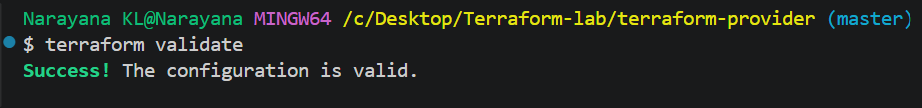 Narayana KL@Narayana MINGW64 /c/Desktop/Terraform-lab/terraform-provider (master)
$ terraform validate
Success! The configuration is valid.